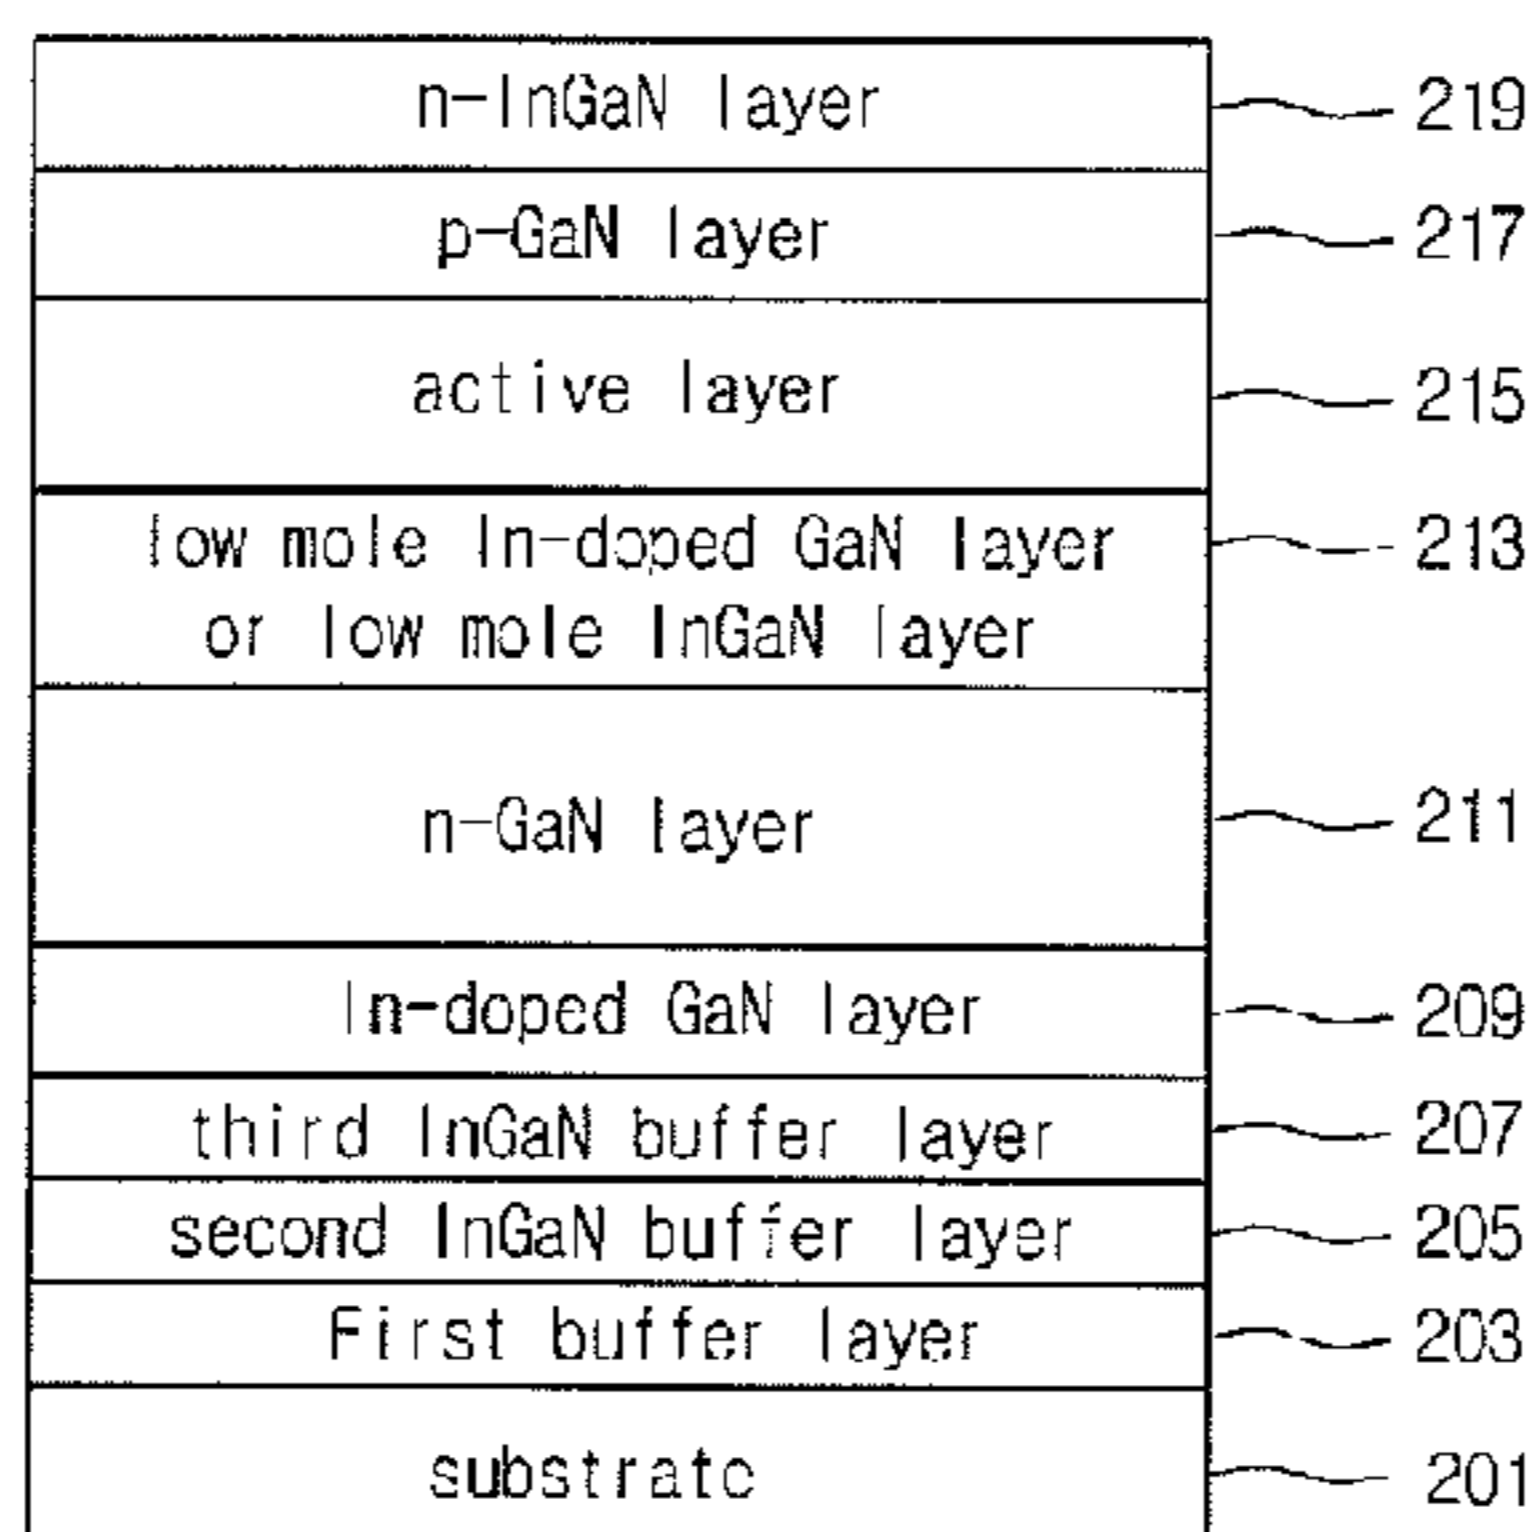 n-InGaN layer 219
p-GaN layer 217
active layer 215
low mole In-doped GaN layer 213
or low mole InGaN layer
n-GaN layer 211
In-doped GaN layer 209
third InGaN buffer layer 207
second InGaN buffer layer 205
First buffer layer 203
substrate 201